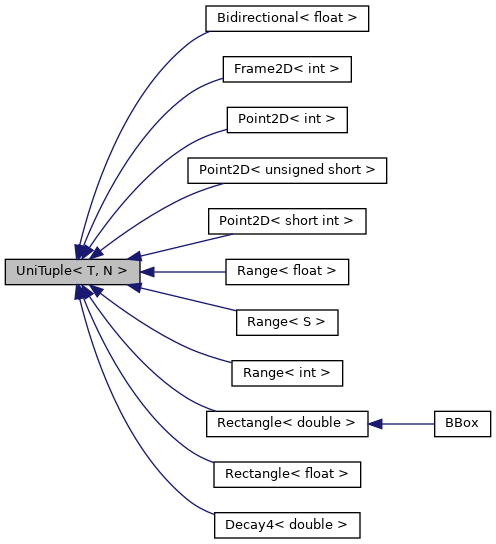 Bidirectional< float >
Frame2D< int >
Point2D< int >
Point2D< unsigned short >
Point2D< short int >
UniTuple< T, N >
Range< float >
Range< S >
Range< int >
Rectangle< double >
BBox
Rectangle< float >
Decay4< double >